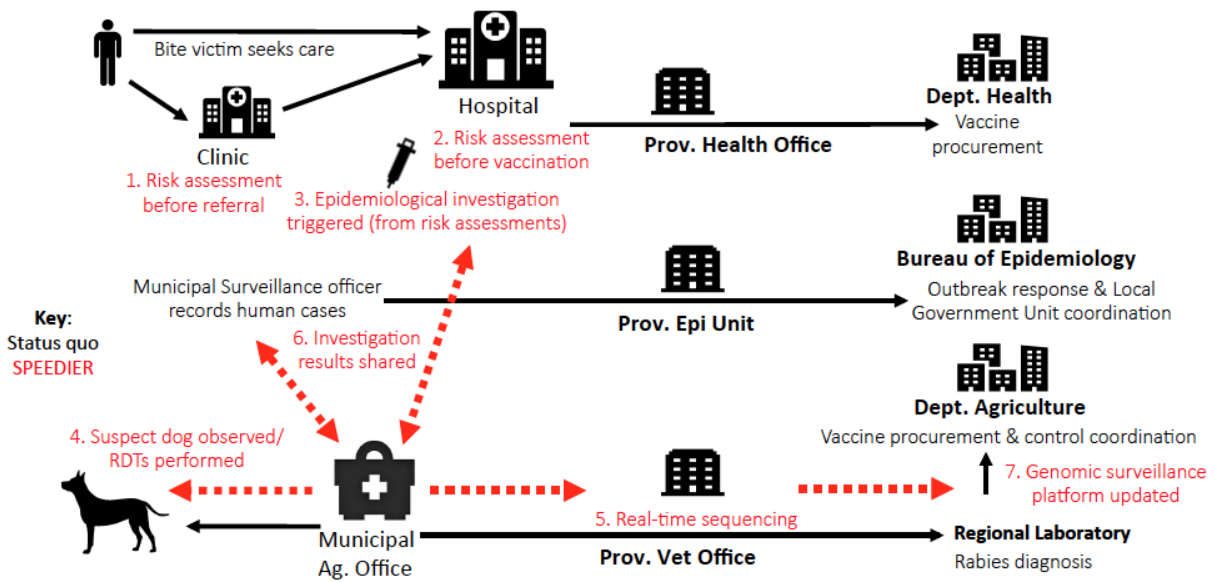 Bite victim seeks care
Hospital
Dept. Health
Vaccine
procurement
Prov. Health Office
Clinic
2. Risk assessment
before vaccination
1. Risk assessment
before referral
3. Epidemiological investigation
triggered (from risk assessments)
Bureau of Epidemiology
Outbreak response & Local
Government Unit coordination
Municipal Surveillance officer
records human cases
Prov. Epi Unit
Key:
Status quo
SPEEDIER
6. Investigation
results shared
Dept. Agriculture
Vaccine procurement & control coordination
4. Suspect dog observed/
RDTs performed
7. Genomic surveillance
platform updated
5. Real-time sequencing
Municipal
Ag. Office
Prov. Vet Office
Regional Laboratory
Rabies diagnosis